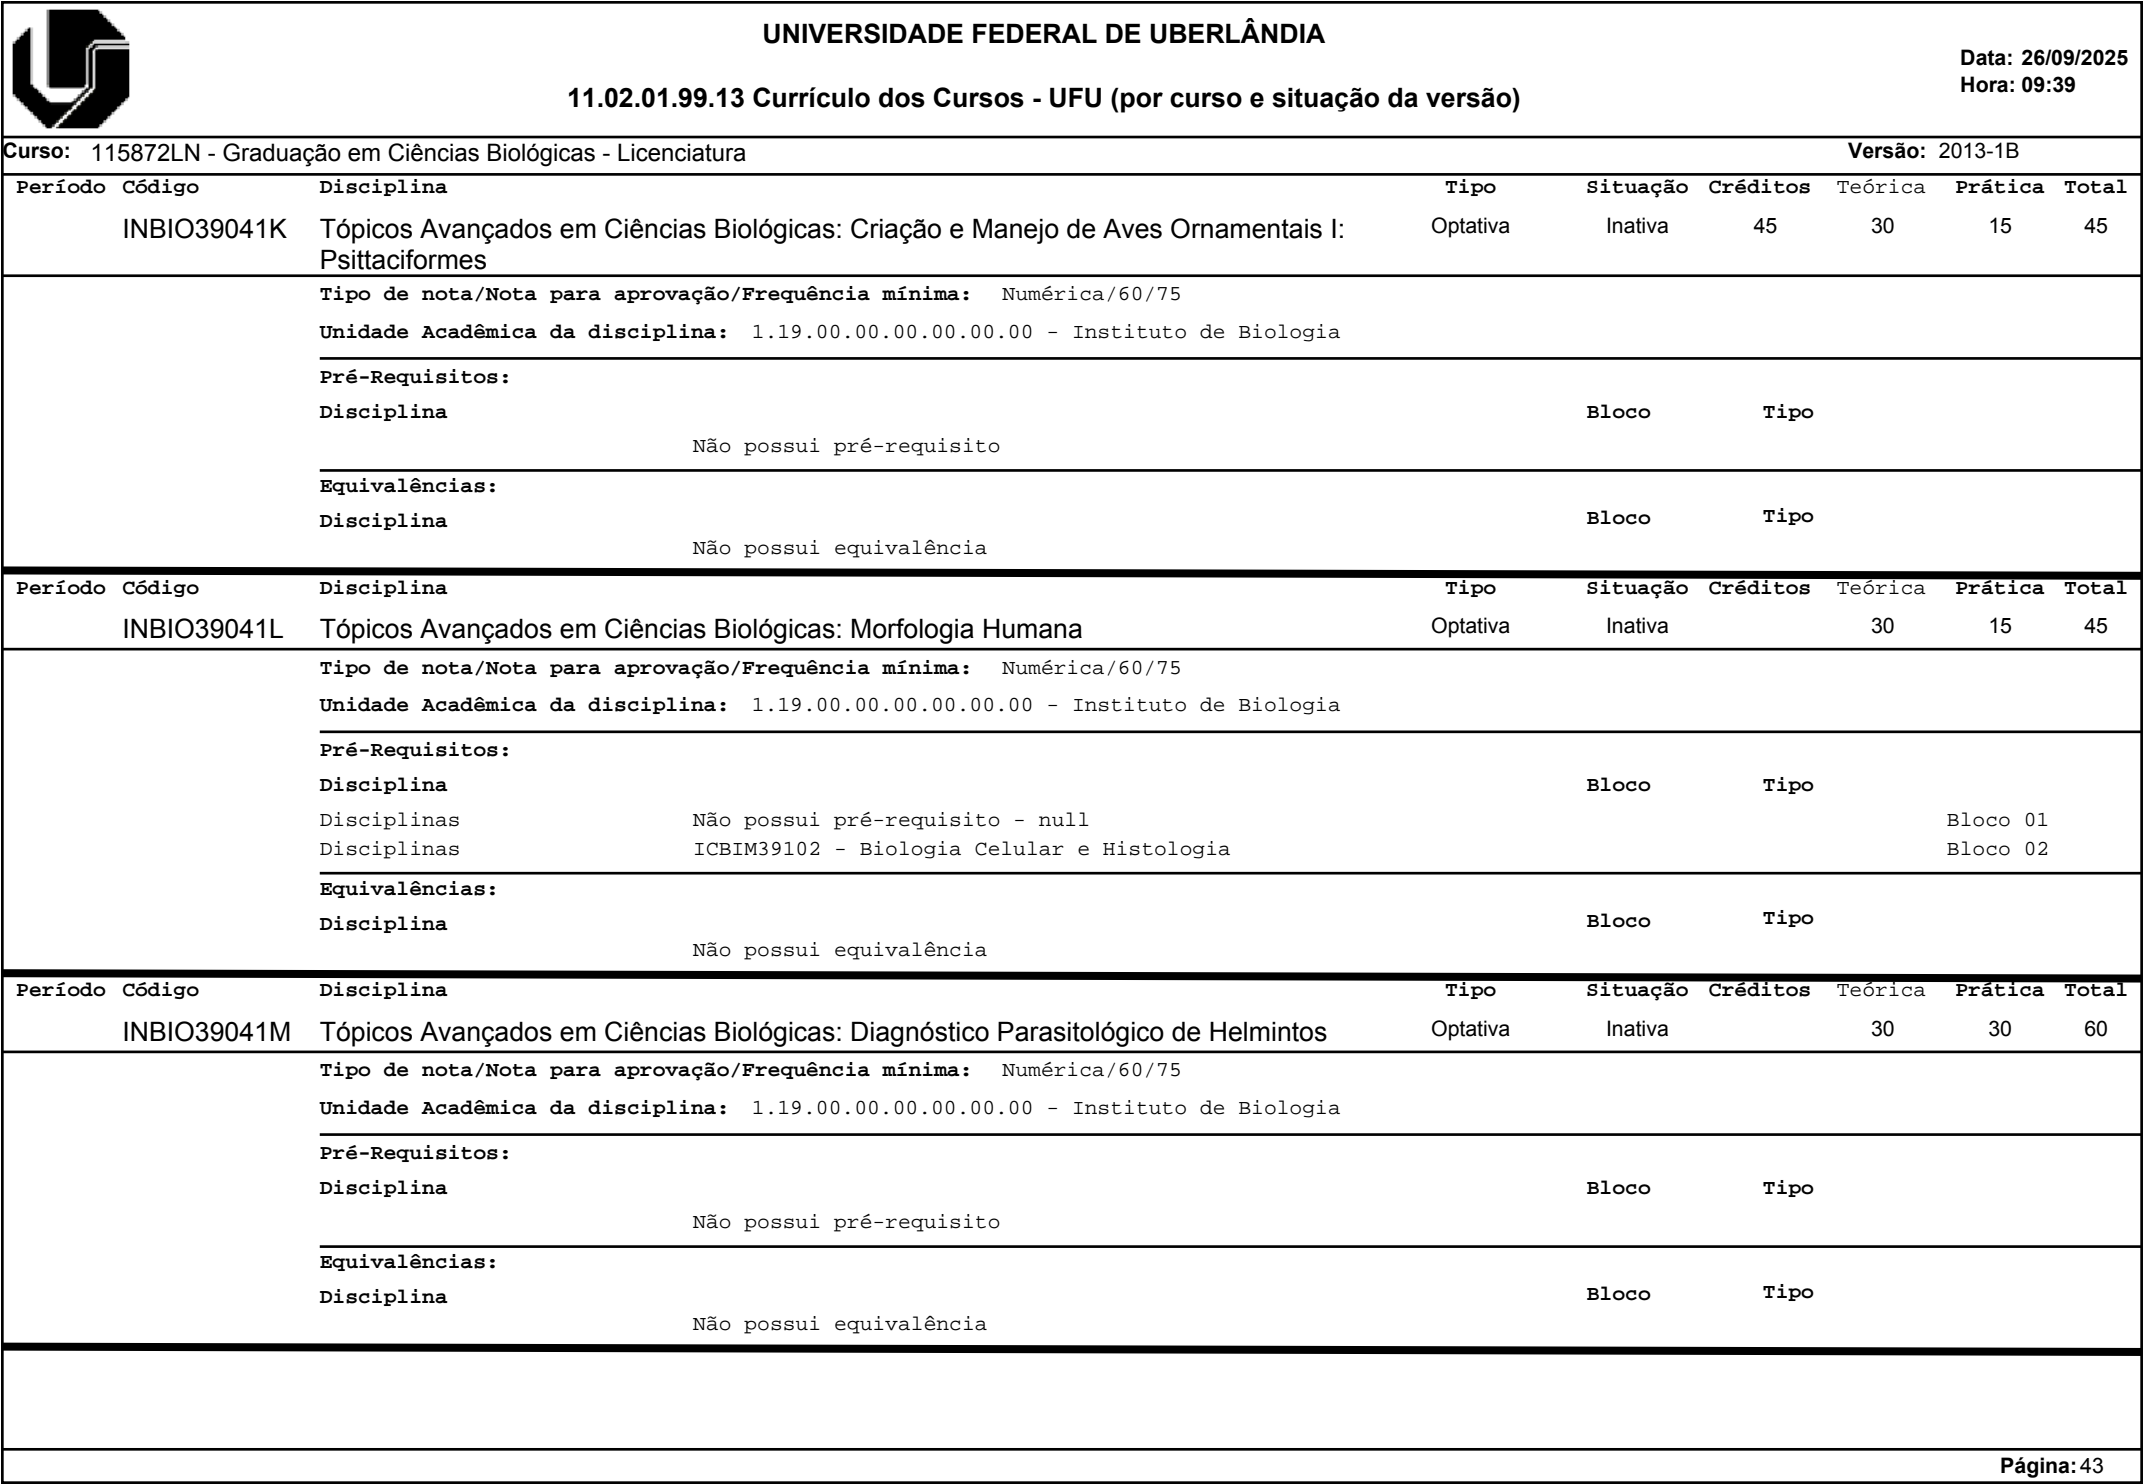 UNIVERSIDADE FEDERAL DE UBERLÂNDIA
Data: 26/09/2025
Hora: 09:39
11.02.01.99.13 Currículo dos Cursos - UFU (por curso e situação da versão)
Curso: 115872LN - Graduação em Ciências Biológicas - Licenciatura Versão: 2013-1B
Período Código Disciplina Tipo Situação Créditos Teórica Prática Total
INBIO39041K Tópicos Avançados em Ciências Biológicas: Criação e Manejo de Aves Ornamentais I: Optativa Inativa 45 30 15 45
Psittaciformes
Tipo de nota/Nota para aprovação/Frequência mínima: Numérica/60/75
Unidade Acadêmica da disciplina: 1.19.00.00.00.00.00.00 - Instituto de Biologia
Pré-Requisitos:
Disciplina Bloco Tipo
Não possui pré-requisito
Equivalências:
Disciplina Bloco Tipo
Não possui equivalência
Período Código Disciplina Tipo Situação Créditos Teórica Prática Total
INBIO39041L Tópicos Avançados em Ciências Biológicas: Morfologia Humana Optativa Inativa 30 15 45
Tipo de nota/Nota para aprovação/Frequência mínima: Numérica/60/75
Unidade Acadêmica da disciplina: 1.19.00.00.00.00.00.00 - Instituto de Biologia
Pré-Requisitos:
Disciplina Bloco Tipo
Disciplinas Não possui pré-requisito - null Bloco 01
Disciplinas ICBIM39102 - Biologia Celular e Histologia Bloco 02
Equivalências:
Disciplina Bloco Tipo
Não possui equivalência
Período Código Disciplina Tipo Situação Créditos Teórica Prática Total
INBIO39041M Tópicos Avançados em Ciências Biológicas: Diagnóstico Parasitológico de Helmintos Optativa Inativa 30 30 60
Tipo de nota/Nota para aprovação/Frequência mínima: Numérica/60/75
Unidade Acadêmica da disciplina: 1.19.00.00.00.00.00.00 - Instituto de Biologia
Pré-Requisitos:
Disciplina Bloco Tipo
Não possui pré-requisito
Equivalências:
Disciplina Bloco Tipo
Não possui equivalência
Página: 43